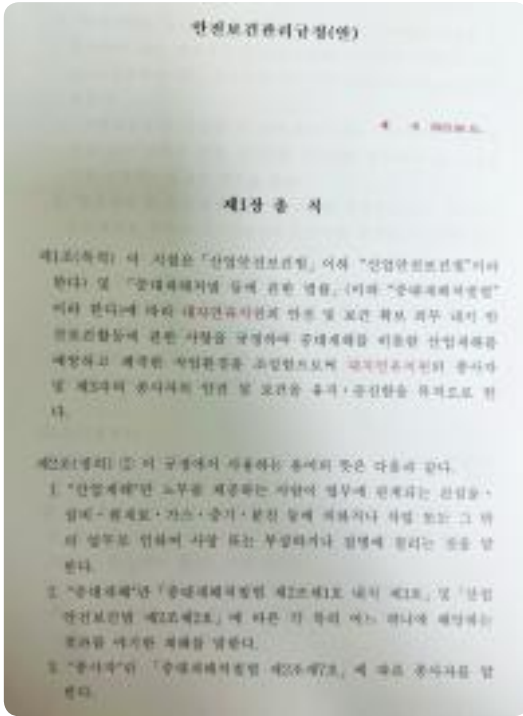 안전보건관리규정(안)
제1장 총 칙
제1조(목적) 이 지침은 「산업안전보건법」 이하 "산업안전보건법"이라
한다) 및 「중대재해처벌 등에 관한 법률」(이하 "중대재해처벌법"
이라 한다)에 따라 의 안전 및 보건 확보 의무 내지 안
전보건활동에 관한 사항을 규정하여 중대재해를 비롯한 산업재해를
예방하고 쾌적한 작업환경을 조성함으로써 종사자
및 제3자의 종사자의 안전 및 보건을 유지·증진함을 목적으로 한
다.
제2조(정의) ① 이 규정에서 사용하는 용어의 뜻은 다음과 같다.
1. "산업재해"란 노무를 제공하는 사람이 업무에 관계되는 건설물·
설비·원재료·가스·증기·분진 등에 의하거나 작업 또는 그 밖
의 업무로 인하여 사망 또는 부상하거나 질병에 걸리는 것을 말
한다.
2. "중대재해"란 「중대재해처벌법 제2조제1호 내지 제3호」 및 「산업
안전보건법 제2조제2호」에 따른 각 목의 어느 하나에 해당하는
결과를 야기한 재해를 말한다.
3. "종사자"란 「중대재해처벌법 제2조제7호」에 따른 종사자를 말
한다.